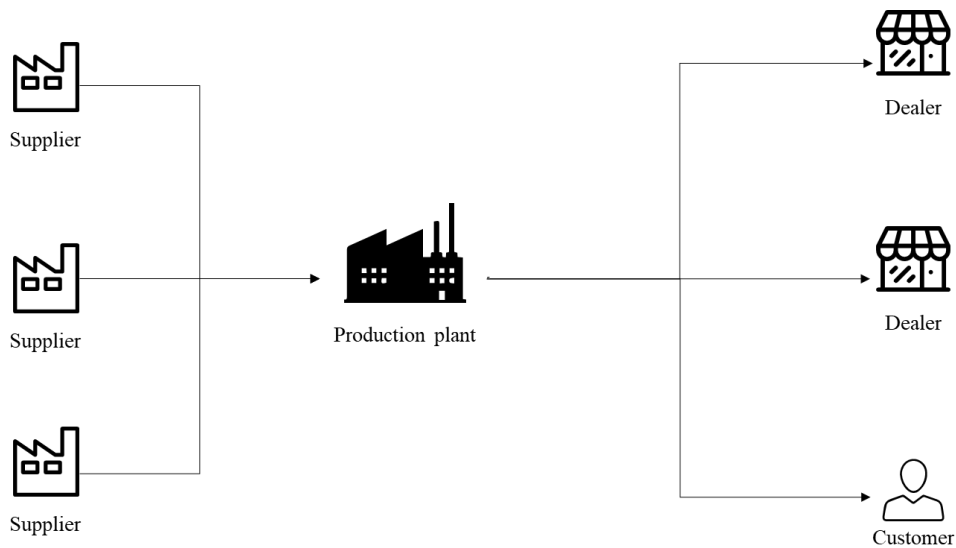 Supplier
Dealer
Supplier
Production plant
Dealer
Supplier
Customer